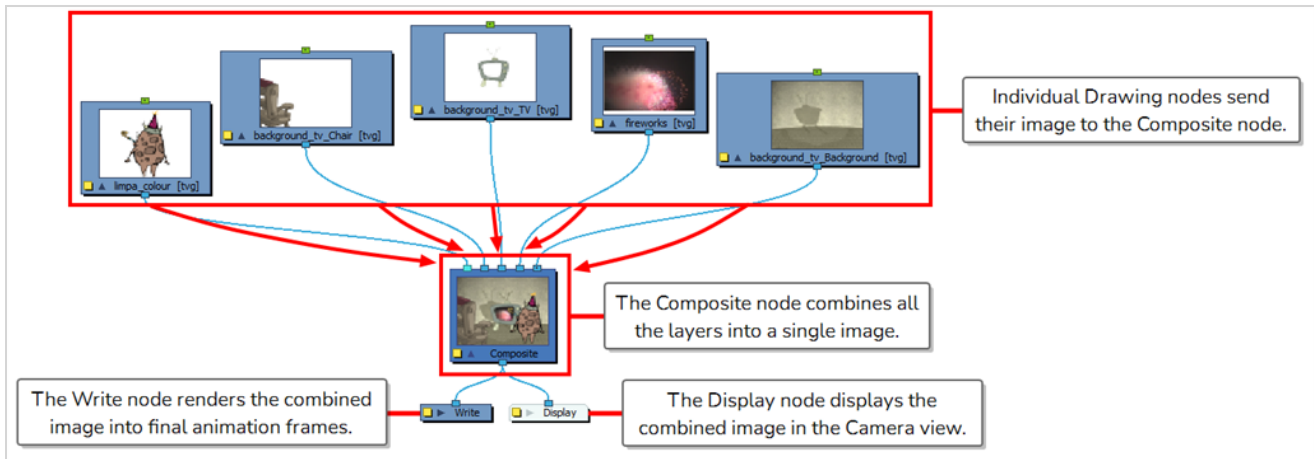 background_tv_TV [tvg]
fireworks [tvg]
background_tv_Chair [tvg]
background_tv_Background [tvg]
limpa_colour [tvg]
Individual Drawing nodes send
their image to the Composite node.
Composite
The Composite node combines all
the layers into a single image.
The Write node renders the combined
image into final animation frames.
Write
Display
The Display node displays the
combined image in the Camera view.